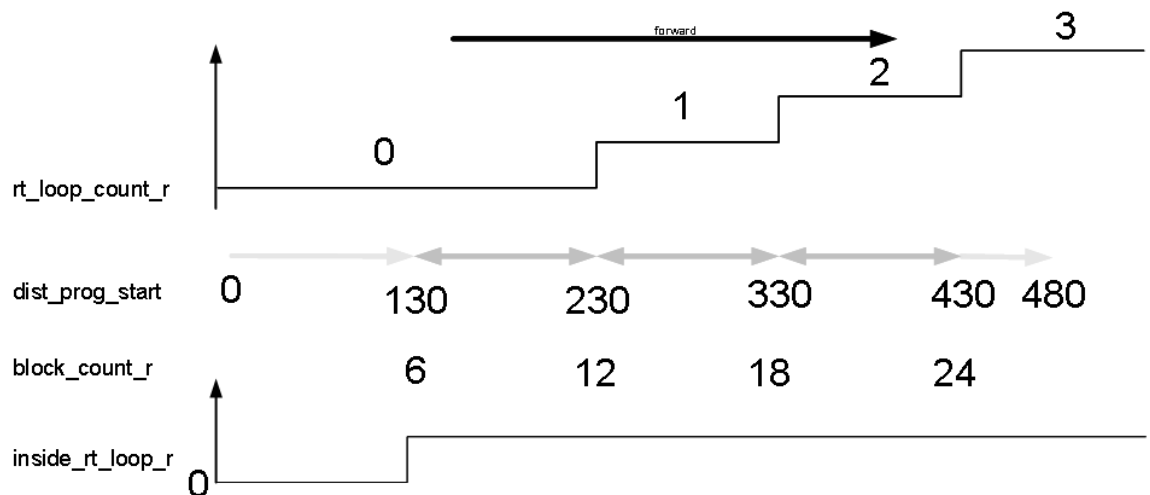 3
forward
2
1
0
rt_loop_count_r
dist_prog_start 0 130 230 330 430 480
block_count_r 6 12 18 24
inside_rt_loop_r
0